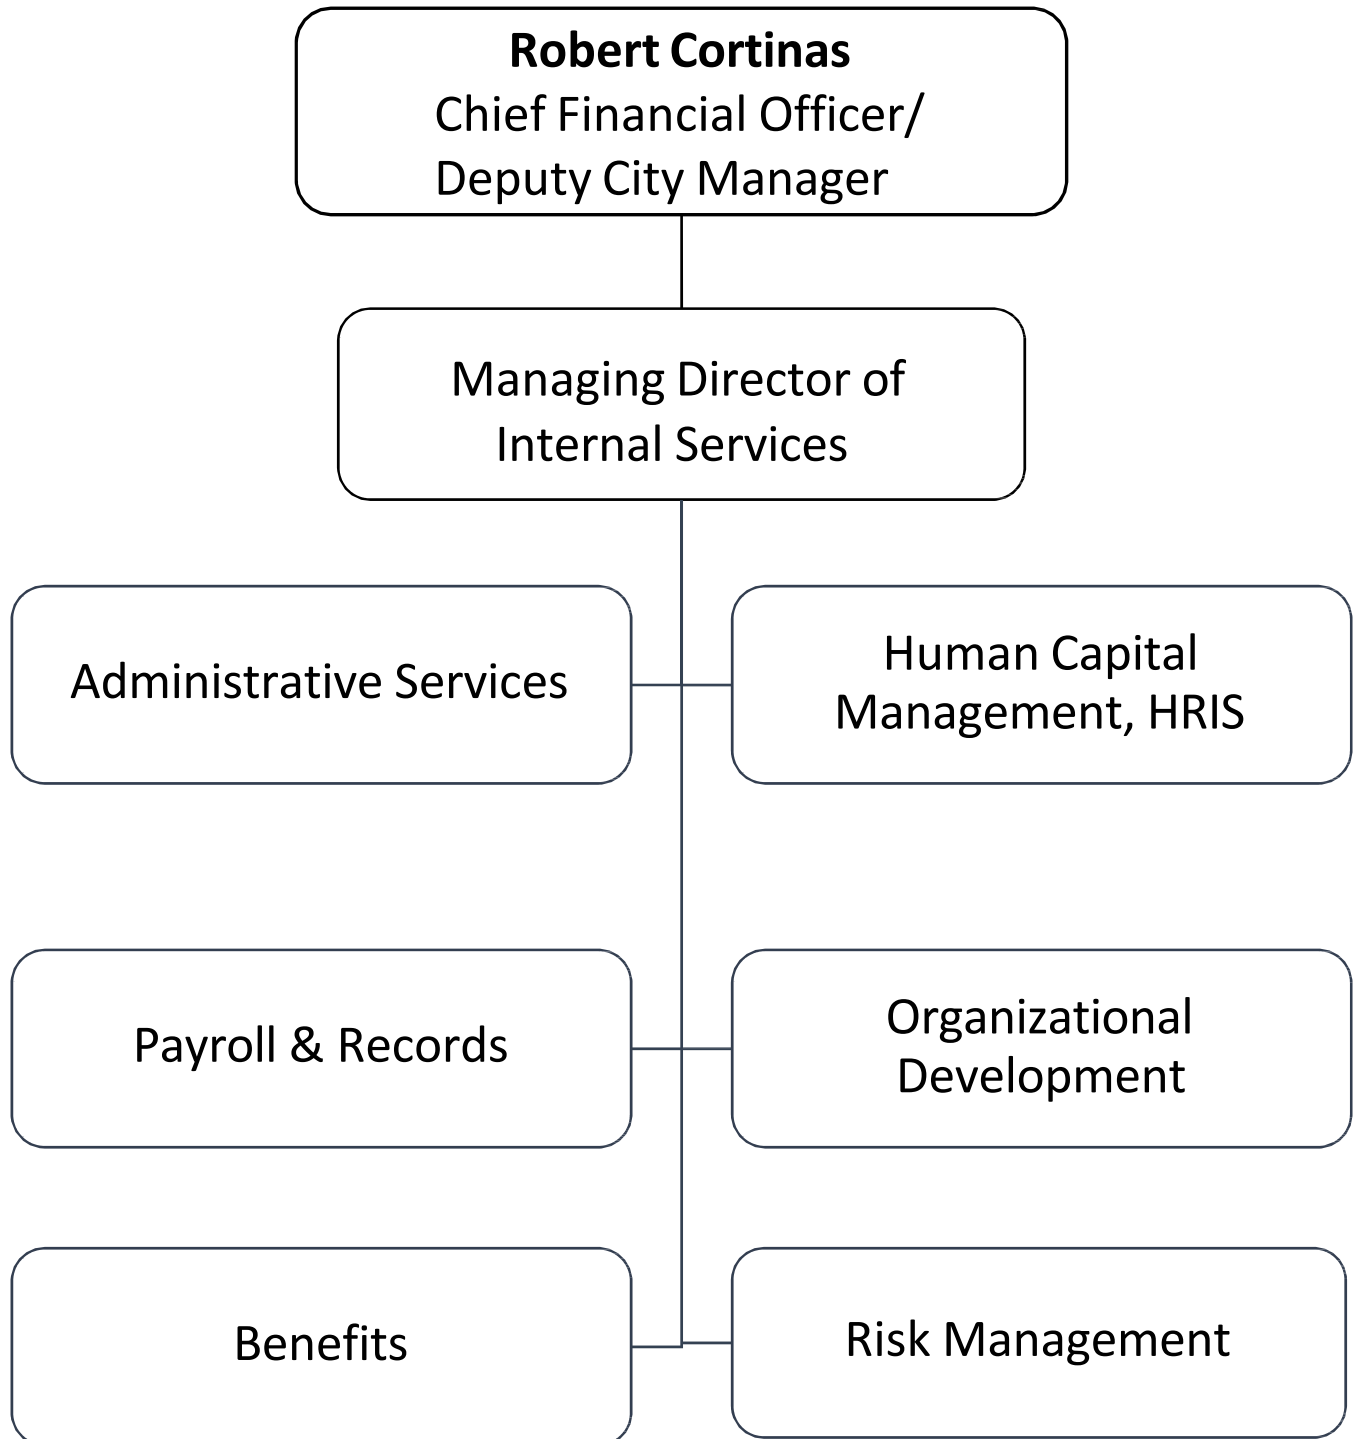 Robert Cortinas
Chief Financial Officer/
Deputy City Manager
Managing Director of
Internal Services
Administrative Services
Human Capital
Management, HRIS
Payroll & Records
Organizational
Development
Benefits
Risk Management